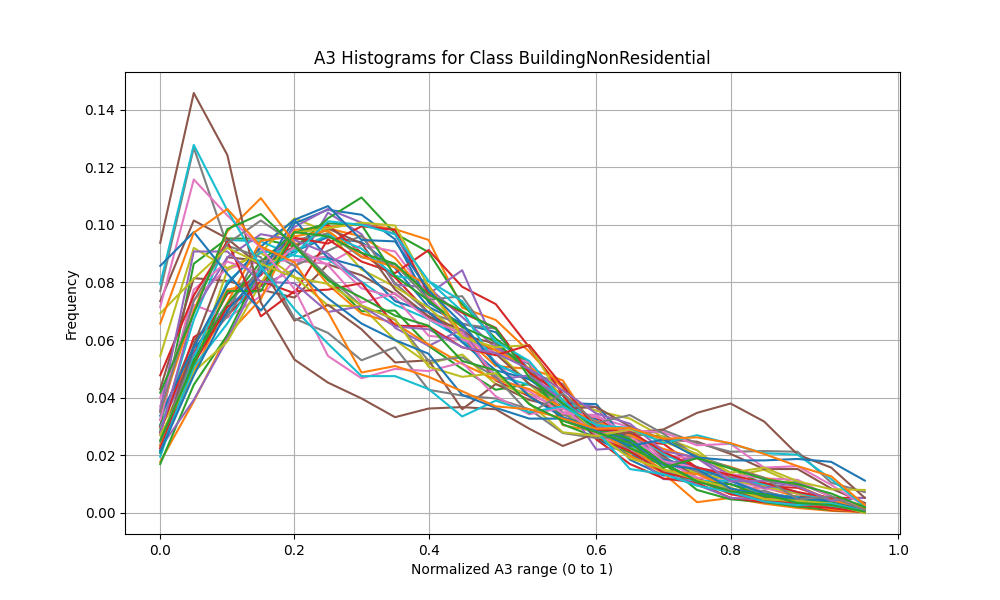 A3 Histograms for Class BuildingNonResidential
0.14
0.12
0.10
0.08
0.06
0.04
0.02
0.00
Frequency
0.0 0.2 0.4 0.6 0.8 1.0
Normalized A3 range (0 to 1)